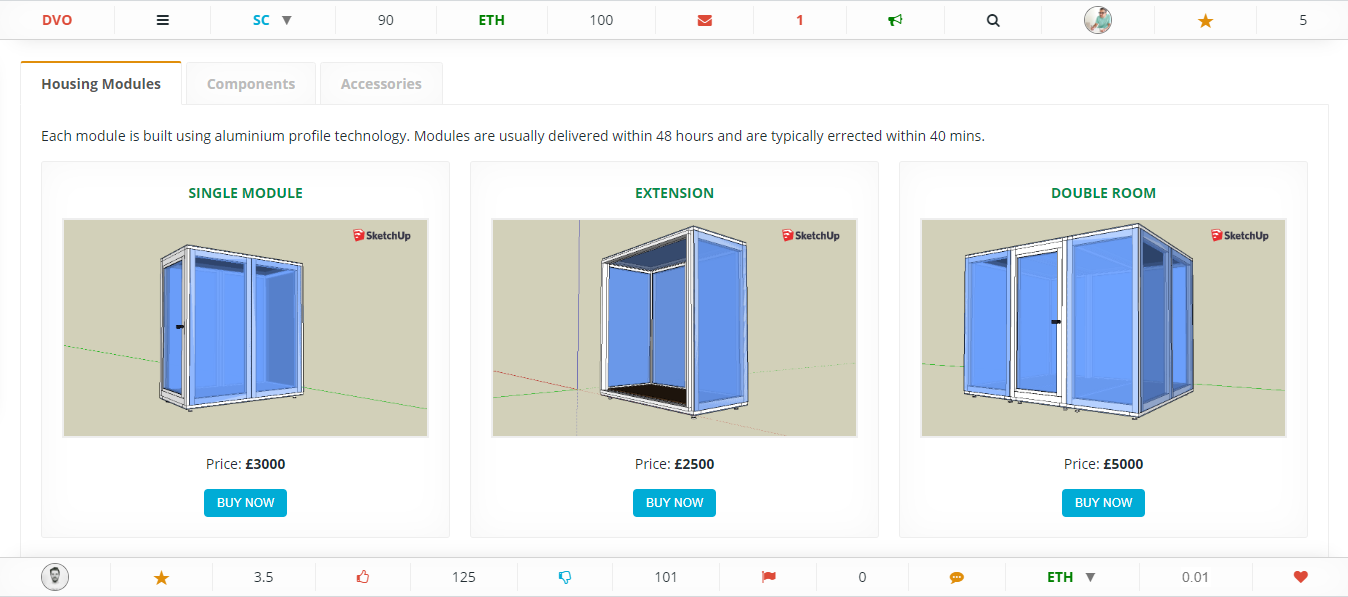 DVO SC ▼ 90 ETH 100 1 5
Housing Modules Components Accessories
Each module is built using aluminium profile technology. Modules are usually delivered within 48 hours and are typically errected within 40 mins.
SINGLE MODULE
SketchUp
Price: £3000
BUY NOW
EXTENSION
SketchUp
Price: £2500
BUY NOW
DOUBLE ROOM
SketchUp
Price: £5000
BUY NOW
3.5 125 101 0 ETH ▼ 0.01